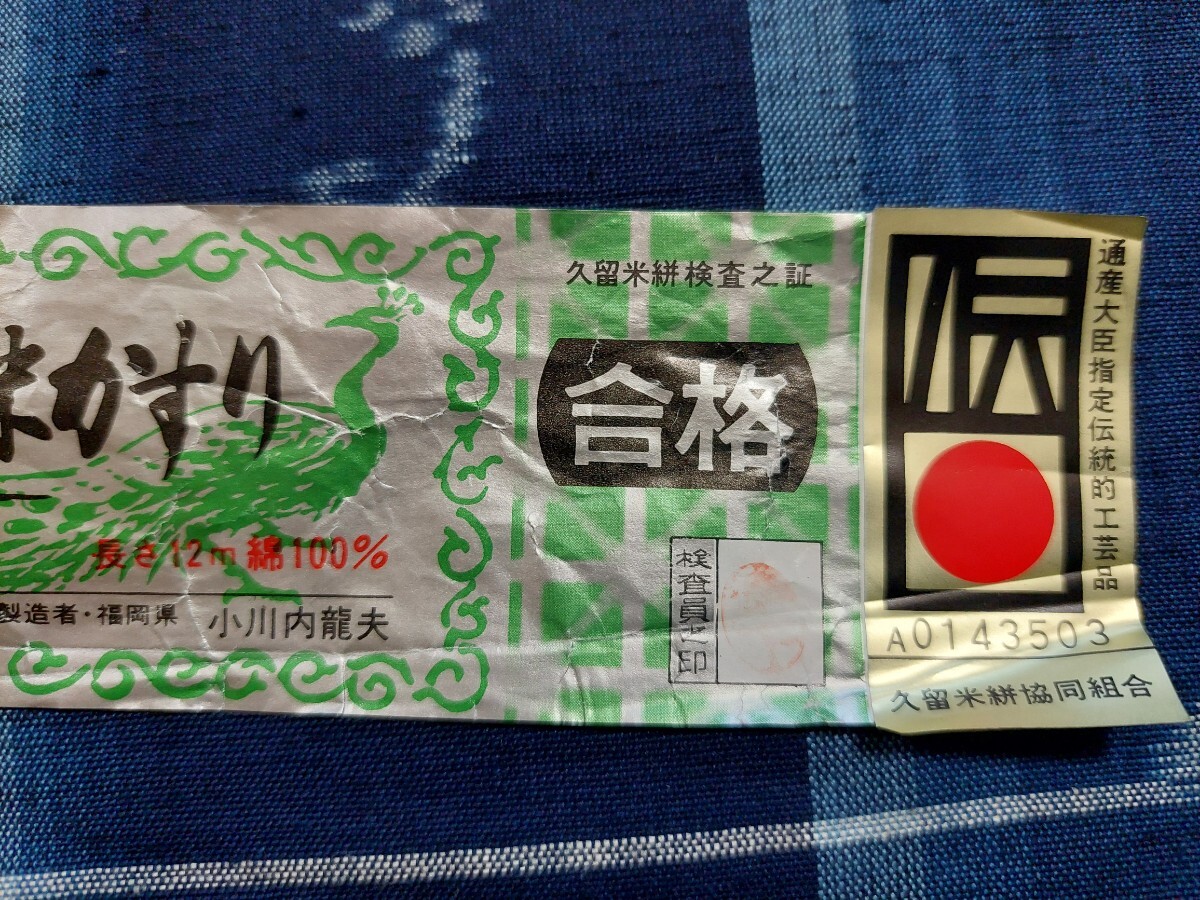 米かすり
長さ12m 綿100%
製造者・福岡県 小川内龍夫
久留米絣検査之証
合格
検査員之印
伝
通産大臣指定伝統的工芸品
A0143503
久留米絣協同組合